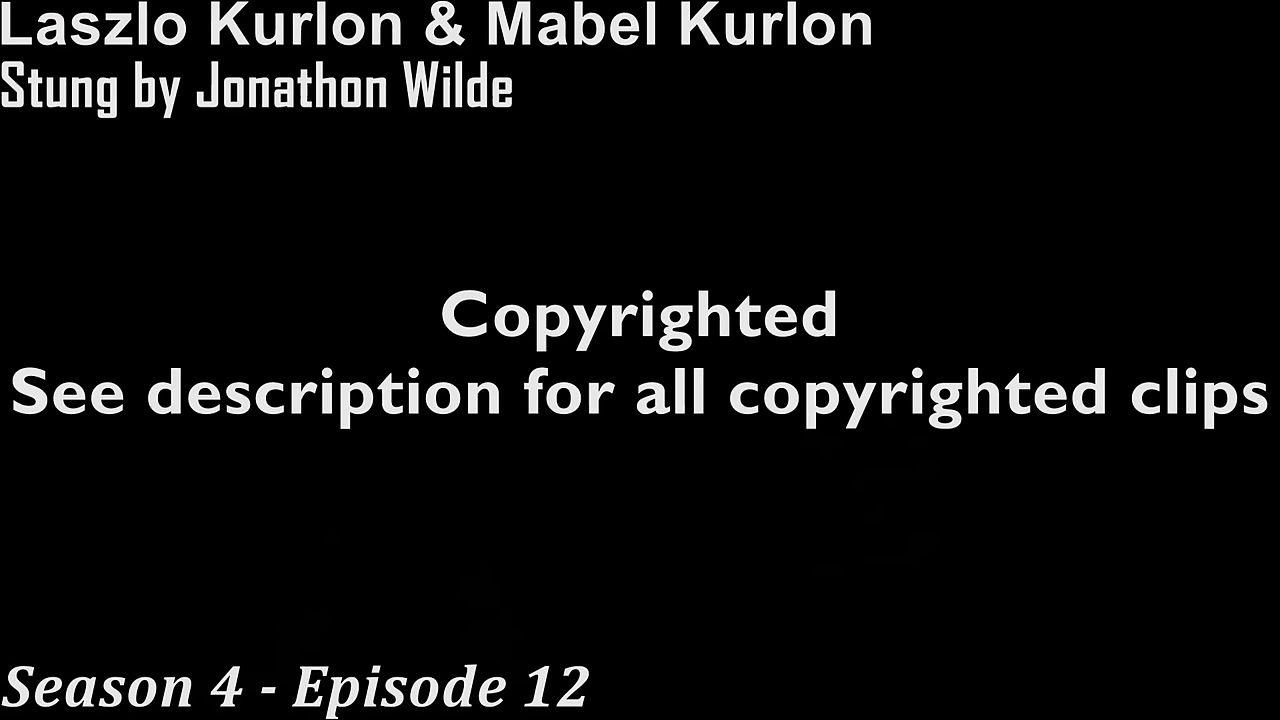 Laszlo Kurlon & Mabel Kurlon
Stung by Jonathon Wilde
Copyrighted
See description for all copyrighted clips
Season 4 - Episode 12